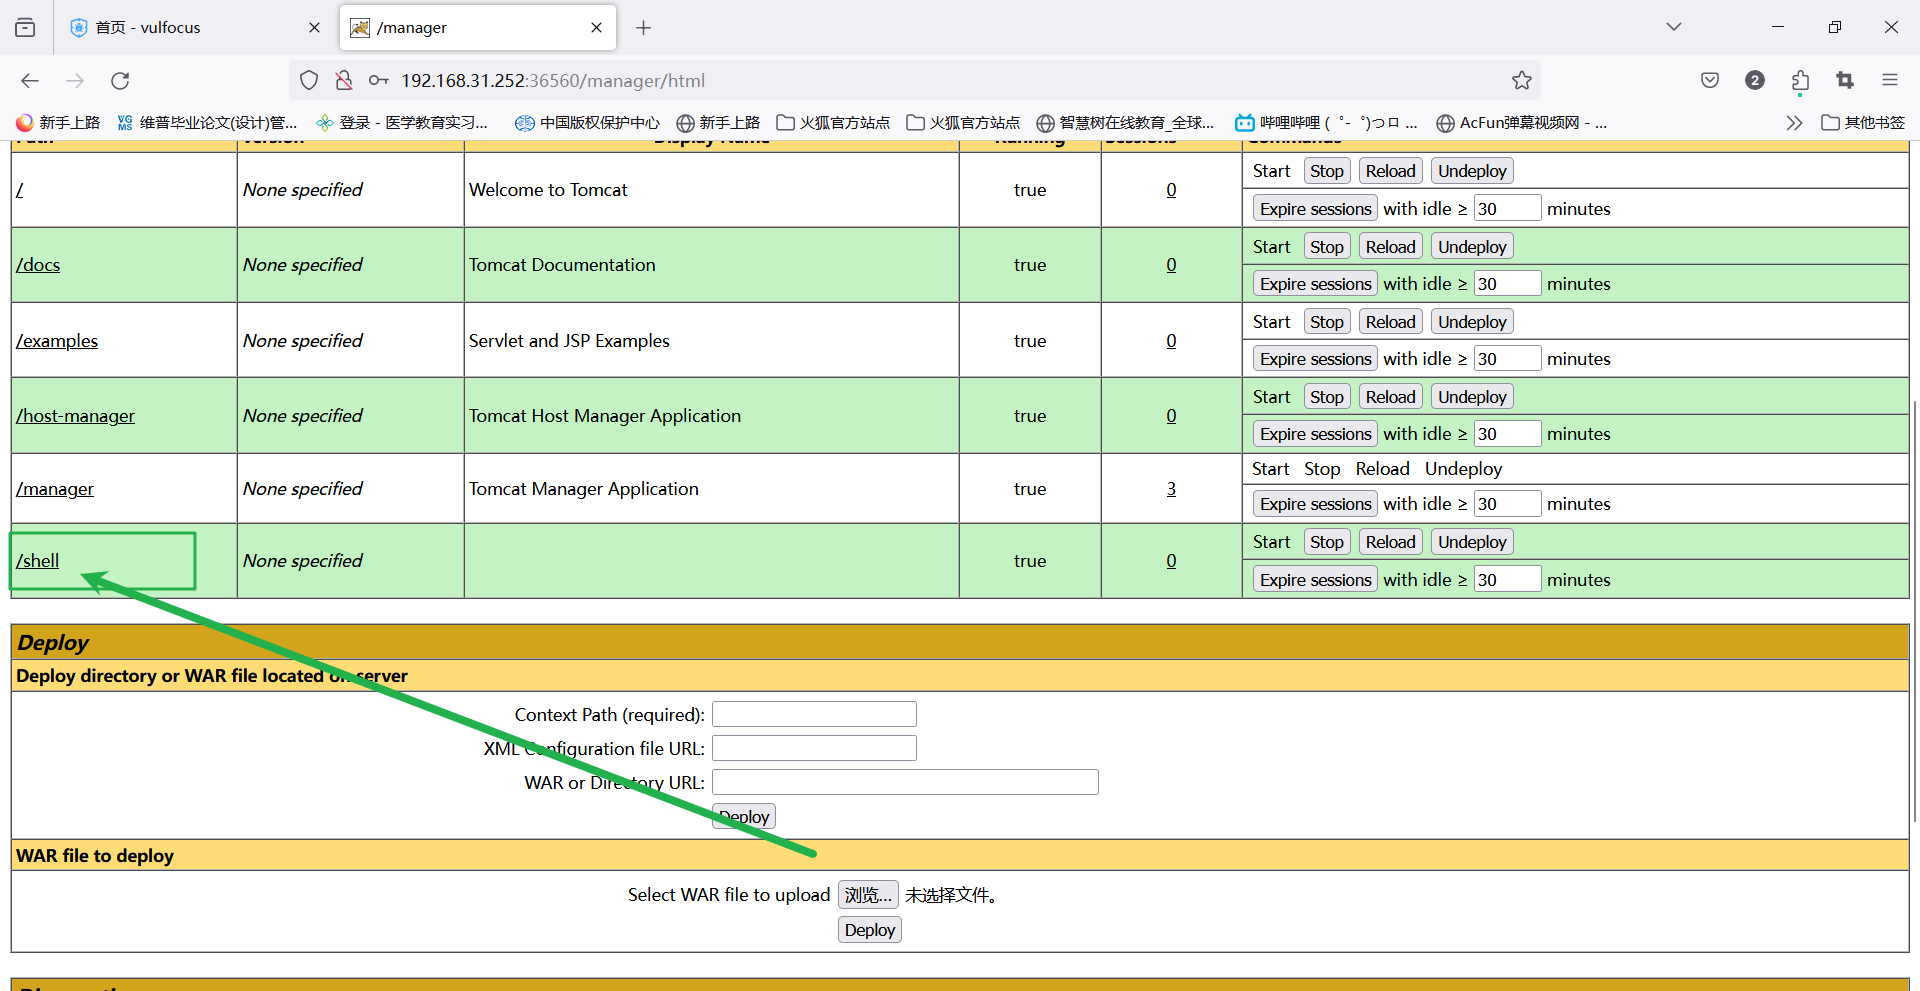 首页 - vulfocus
/manager
192.168.31.252:36560/manager/html
2
新手上路
VG MS 维普毕业论文(设计)管...
登录 - 医学教育实习...
中国版权保护中心
新手上路
火狐官方站点
火狐官方站点
智慧树在线教育_全球...
哔哩哔哩 ( ゜- ゜)つロ ...
AcFun弹幕视频网 - ...
其他书签
Path Version Display Name Running Sessions Commands
/ None specified Welcome to Tomcat true 0 Start Stop Reload Undeploy
Expire sessions with idle ≥ 30 minutes
/docs None specified Tomcat Documentation true 0 Start Stop Reload Undeploy
Expire sessions with idle ≥ 30 minutes
/examples None specified Servlet and JSP Examples true 0 Start Stop Reload Undeploy
Expire sessions with idle ≥ 30 minutes
/host-manager None specified Tomcat Host Manager Application true 0 Start Stop Reload Undeploy
Expire sessions with idle ≥ 30 minutes
/manager None specified Tomcat Manager Application true 3 Start Stop Reload Undeploy
Expire sessions with idle ≥ 30 minutes
/shell None specified true 0 Start Stop Reload Undeploy
Expire sessions with idle ≥ 30 minutes
Deploy
Deploy directory or WAR file located on server
Context Path (required):
XML Configuration file URL:
WAR or Directory URL:
Deploy
WAR file to deploy
Select WAR file to upload 浏览... 未选择文件。
Deploy